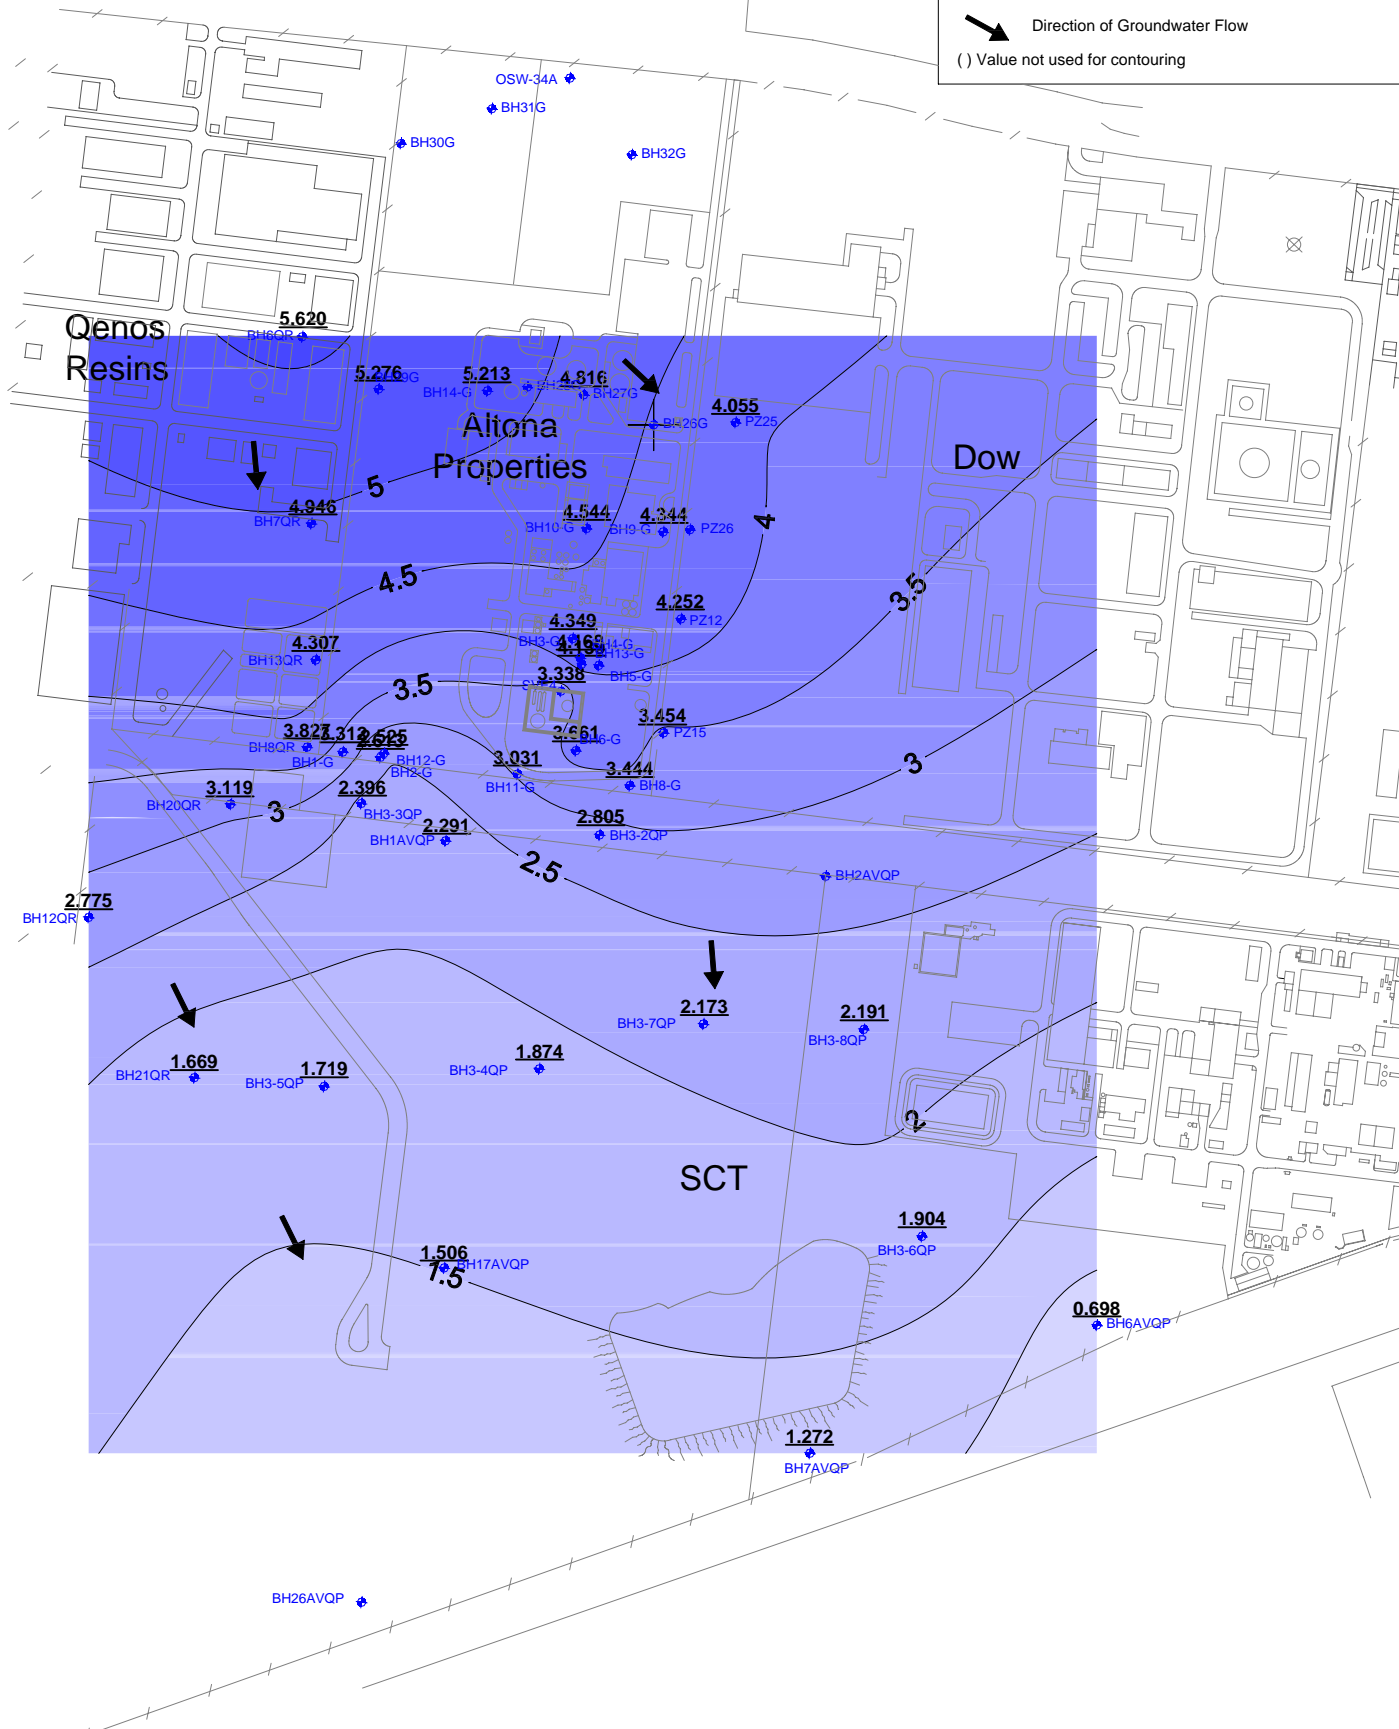 Direction of Groundwater Flow
( ) Value not used for contouring
OSW-34A
BH31G
BH30G
BH32G
Qenos
Resins
5.620
BH6QR
5.276
5.213
BH14-G
4.816
BH27G
BH26G
4.055
PZ25
Altona
Properties
Dow
5
4.946
BH7QR
4.544
BH10-G
4.344
BH9-G
PZ26
4
4.5
3.5
4.252
PZ12
4.349
BH3-G
BH13-G
BH5-G
4.307
BH13QR
3.338
3.5
3.454
PZ15
3.827
BH8QR
BH1-G
BH12-G
BH2-G
3.661
BH6-G
3.031
BH11-G
3.444
BH8-G
3
3.119
BH20QR
3
2.396
BH3-3QP
2.291
BH1AVQP
2.805
BH3-2QP
2.5
BH2AVQP
2.775
BH12QR
2.173
BH3-7QP
2.191
BH3-8QP
1.669
BH21QR
1.719
BH3-5QP
1.874
BH3-4QP
2
SCT
1.904
BH3-6QP
1.506
BH17AVQP
1.5
0.698
BH6AVQP
1.272
BH7AVQP
BH26AVQP